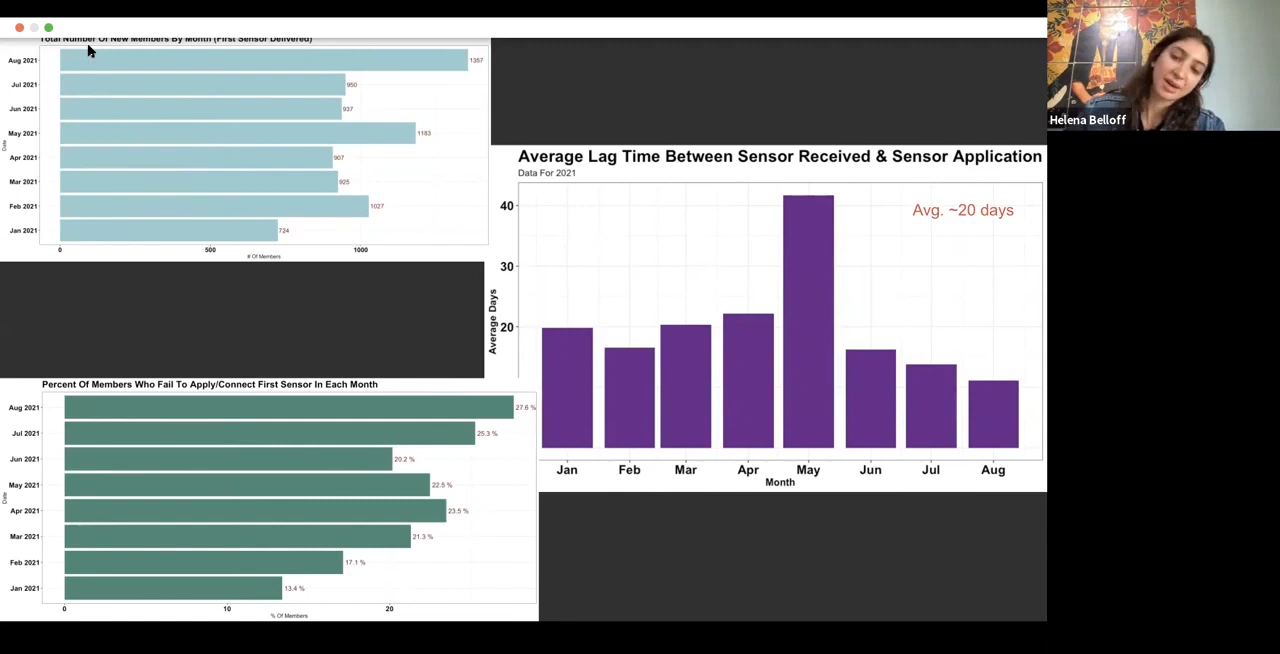 Total Number Of New Members By Month (First Sensor Delivered)
Aug 2021 1357
Jul 2021 950
Jun 2021 937
May 2021 1183
Apr 2021 907
Mar 2021 925
Feb 2021 1027
Jan 2021 724
Date
0 500 1000
# Of Members
Helena Belloff
Average Lag Time Between Sensor Received & Sensor Application
Data For 2021
Avg. ~20 days
40
30
20
Average Days
Jan Feb Mar Apr May Jun Jul Aug
Month
Percent Of Members Who Fail To Apply/Connect First Sensor In Each Month
Aug 2021 27.6 %
Jul 2021 25.3 %
Jun 2021 20.2 %
May 2021 22.5 %
Apr 2021 23.5 %
Mar 2021 21.3 %
Feb 2021 17.1 %
Jan 2021 13.4 %
Date
0 10 20
% Of Members